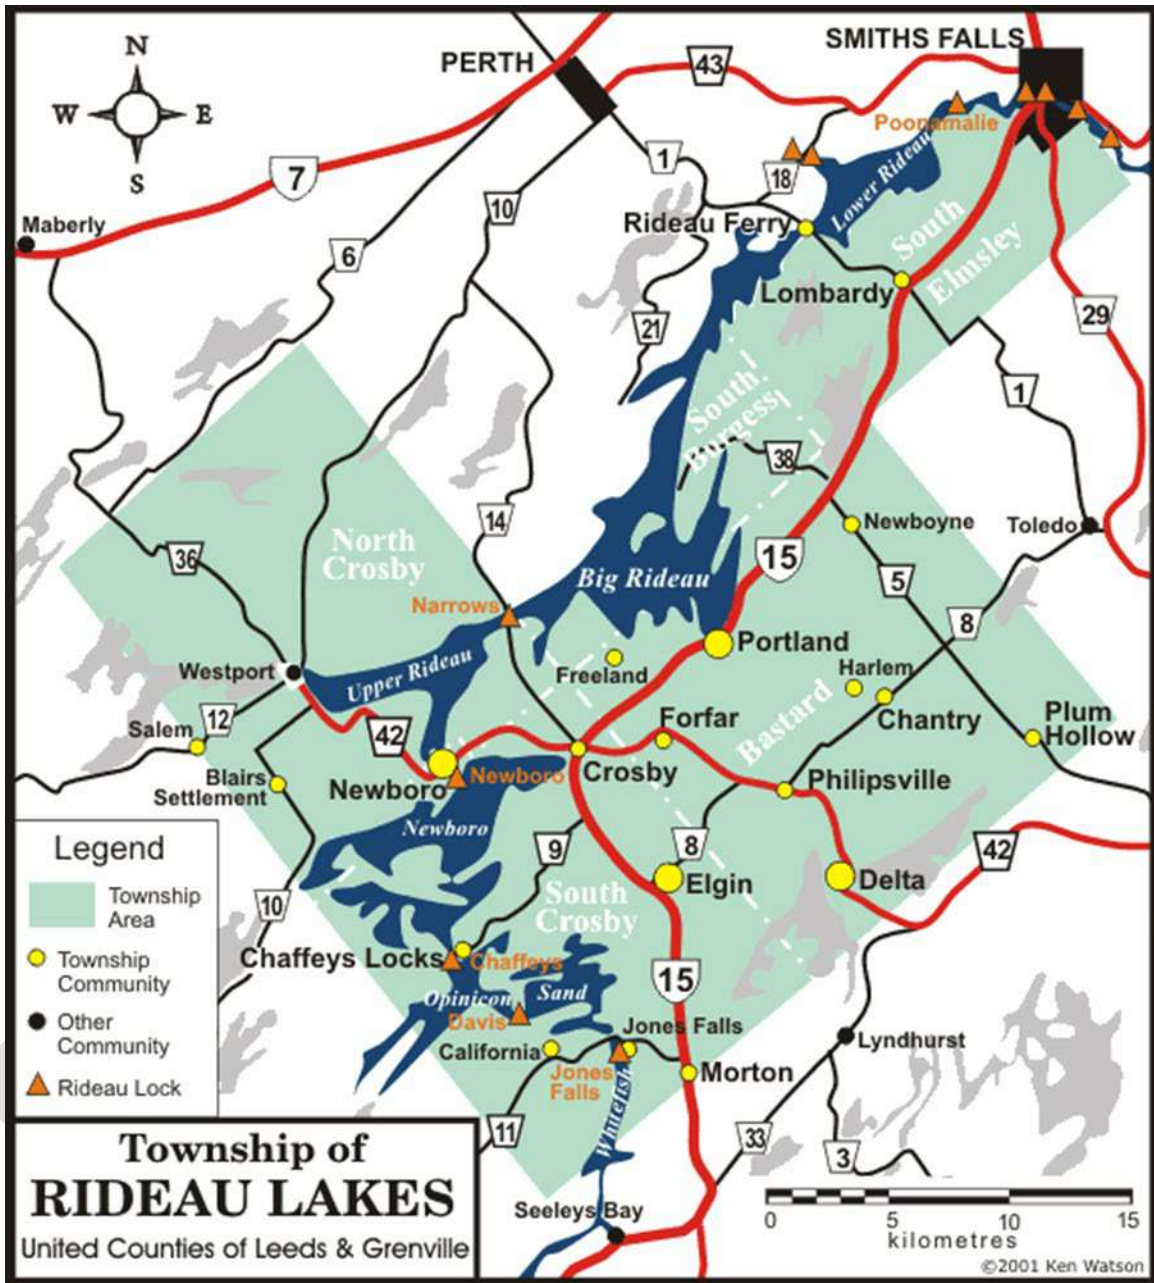 SMITHS FALLS
PERTH
N
W E
S
43
Poonamalie
1
18
7
Lower Rideau
10
Maberly
Rideau Ferry
South
Elmsley
6
Lombardy
29
21
South
Burgess
1
38
14
Newboyne
Toledo
North
Crosby
36
15
Big Rideau
5
Narrows
8
Portland
Westport
Upper Rideau
Freeland
Harlem
Bastard
Chantry
Plum
Hollow
Salem
12
42
Forfar
Blairs
Settlement
Newboro
Newboro
Crosby
Philipsville
Newboro
9
8
42
Legend
Township
Area
Township
Community
Other
Community
Rideau Lock
10
South
Crosby
Elgin
Delta
Chaffeys Locks
Chaffeys
Opinicon
Sand
15
Davis
Jones Falls
California
Jones
Falls
Lyndhurst
Morton
Whitefish
11
33
3
Seeleys Bay
Township of
RIDEAU LAKES
United Counties of Leeds & Grenville
0 5 10 15
kilometres
©2001 Ken Watson